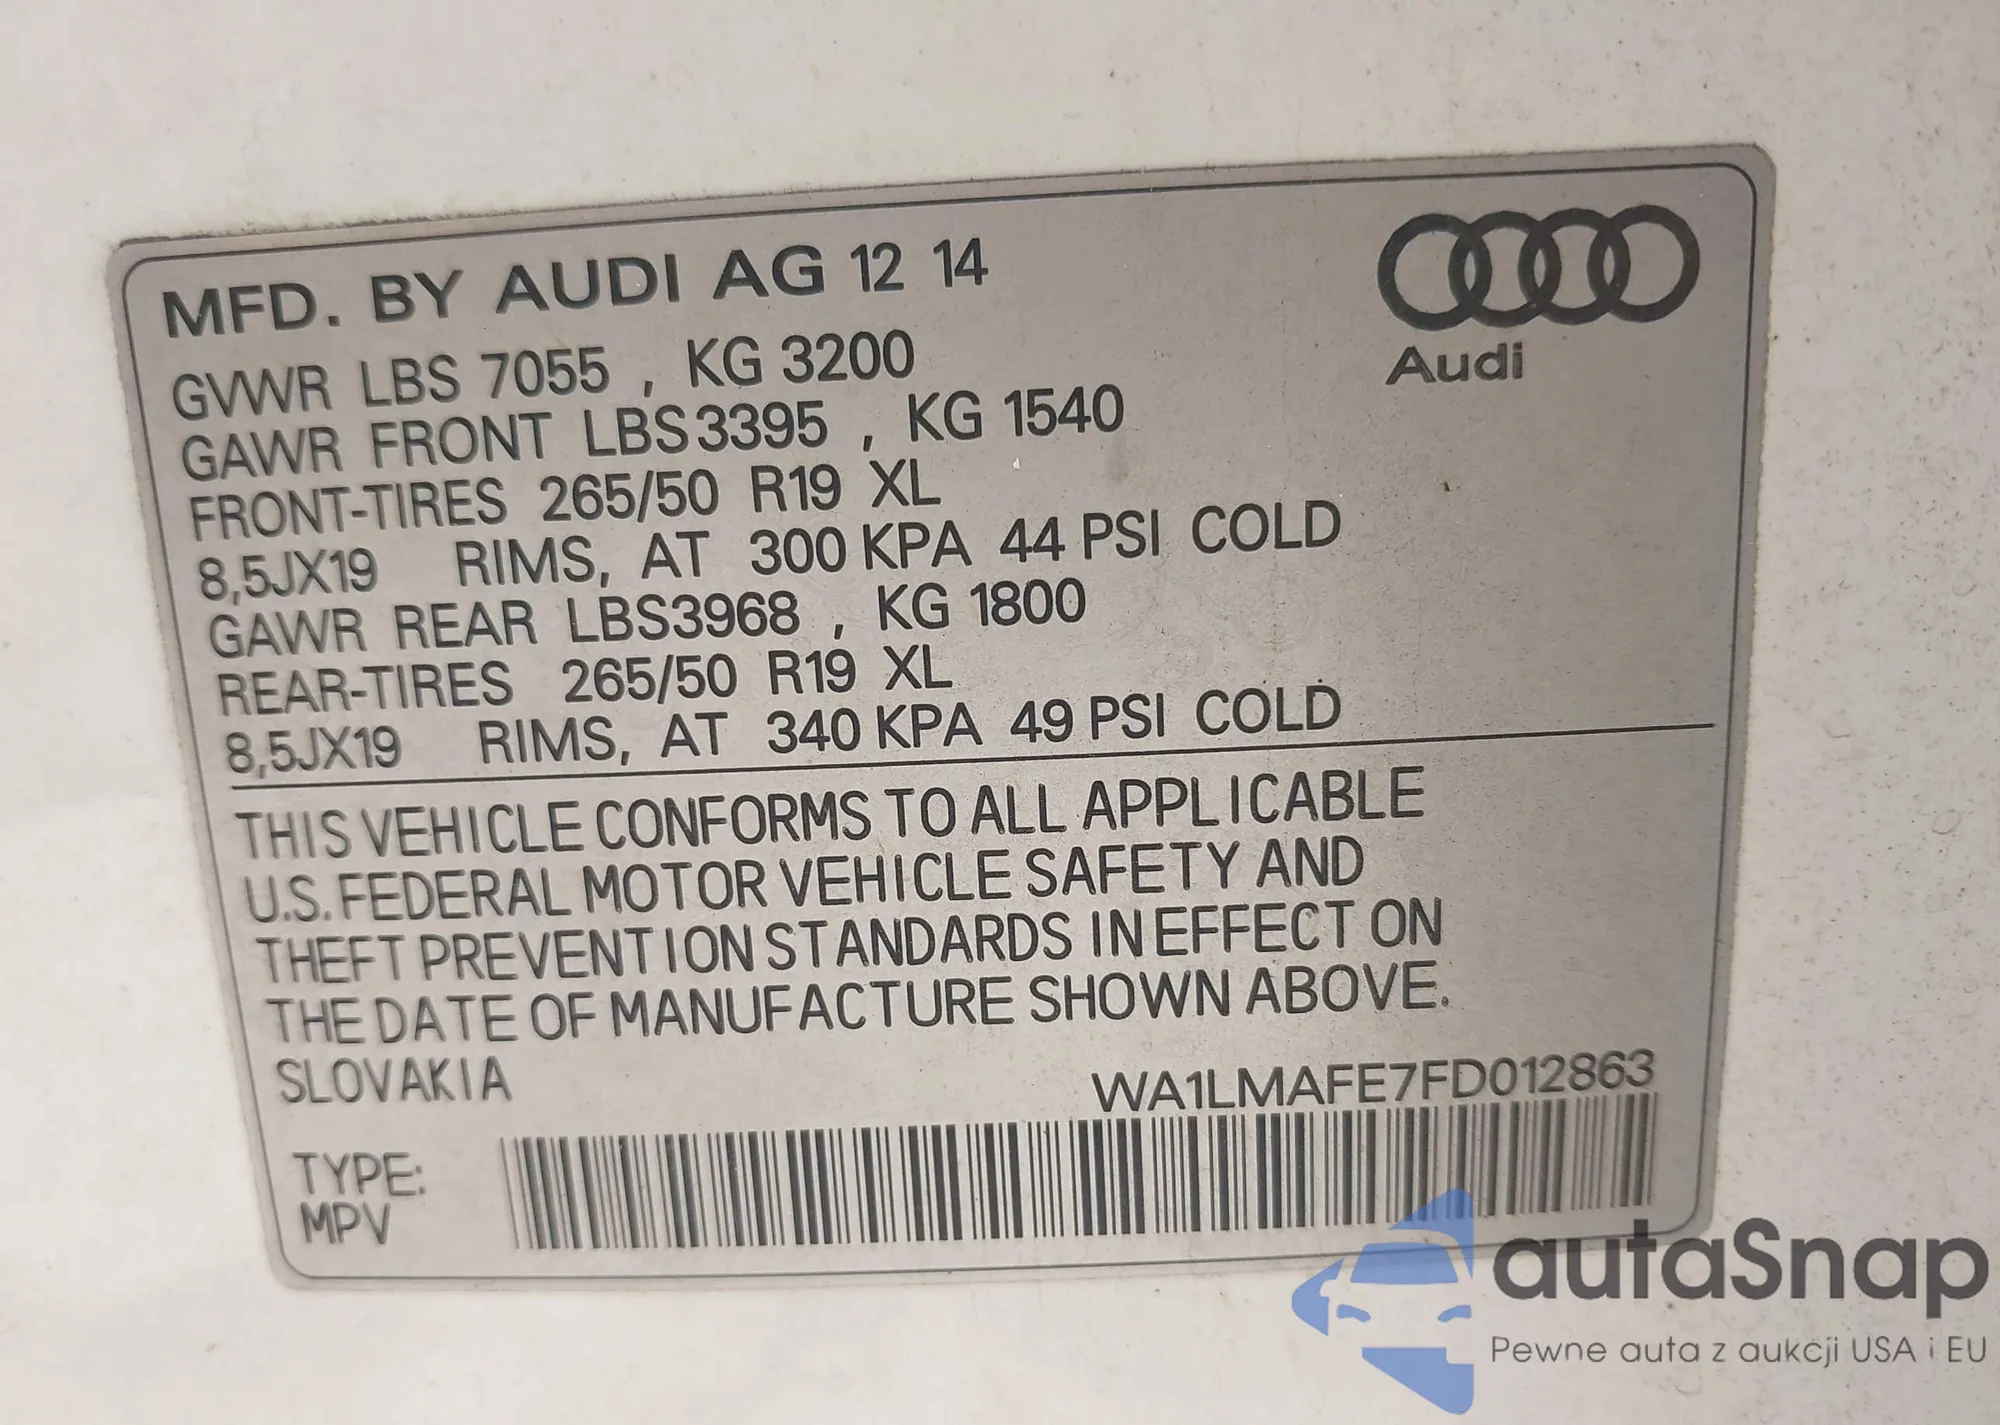 MFD. BY AUDI AG 12 14
Audi
GVWR LBS 7055 , KG 3200
GAWR FRONT LBS3395 , KG 1540
FRONT-TIRES 265/50 R19 XL
8,5JX19 RIMS, AT 300 KPA 44 PSI COLD
GAWR REAR LBS3968 , KG 1800
REAR-TIRES 265/50 R19 XL
8,5JX19 RIMS, AT 340 KPA 49 PSI COLD
THIS VEHICLE CONFORMS TO ALL APPLICABLE
U.S. FEDERAL MOTOR VEHICLE SAFETY AND
THEFT PREVENTION STANDARDS IN EFFECT ON
THE DATE OF MANUFACTURE SHOWN ABOVE.
SLOVAKIA
WA1LMAFE7FD012863
TYPE:
MPV
autaSnap
Pewne auta z aukcji USA i EU